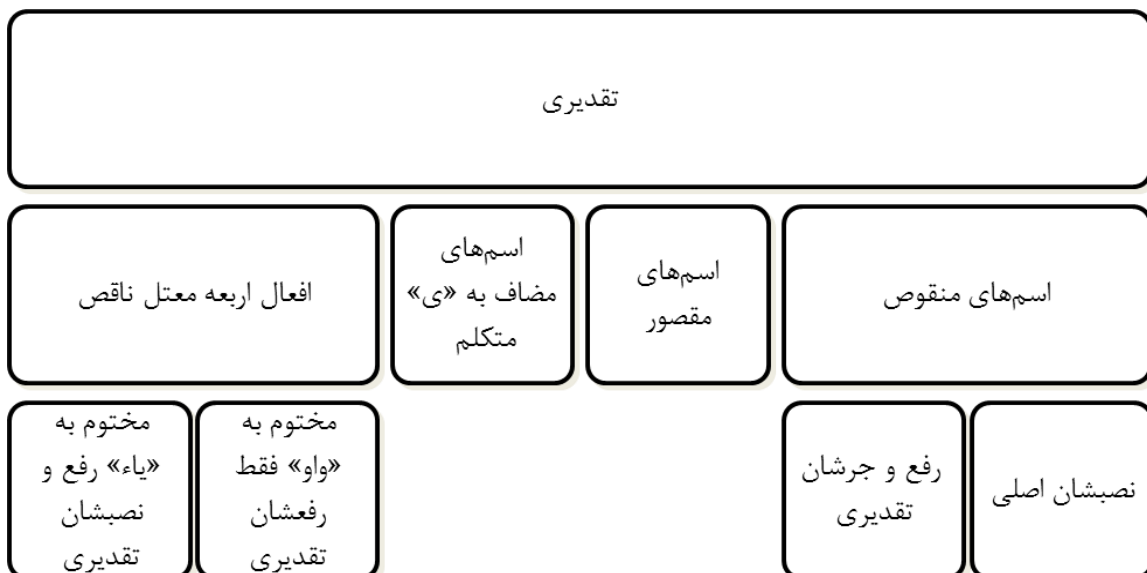 تقدیری
اسم‌های منقوص
اسم‌های
مقصور
اسم‌های
مضاف به «ی»
متکلم
افعال اربعه معتل ناقص
نصبشان اصلی
رفع و جرشان
تقدیری
مختوم به
«واو» فقط
رفعشان
تقدیری
مختوم به
«یاء» رفع و
نصبشان
تقدیری